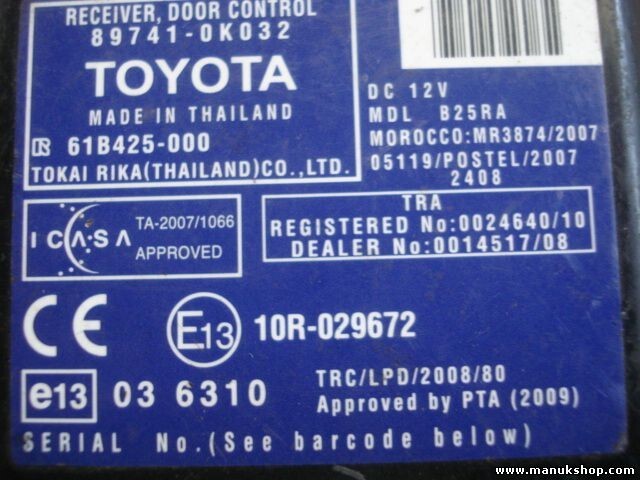 RECEIVER, DOOR CONTROL
89741-0K032
TOYOTA
MADE IN THAILAND
61B425-000
TOKAI RIKA(THAILAND)CO.,LTD.
DC 12V
MDL B25RA
MOROCCO:MR3874/2007
05119/POSTEL/2007
2408
ICASA
TA-2007/1066
APPROVED
TRA
REGISTERED No:0024640/10
DEALER No:0014517/08
CE
E13
10R-029672
e13
03 6310
TRC/LPD/2008/80
Approved by PTA (2009)
SERIAL No.(See barcode below)
www.manukshop.com